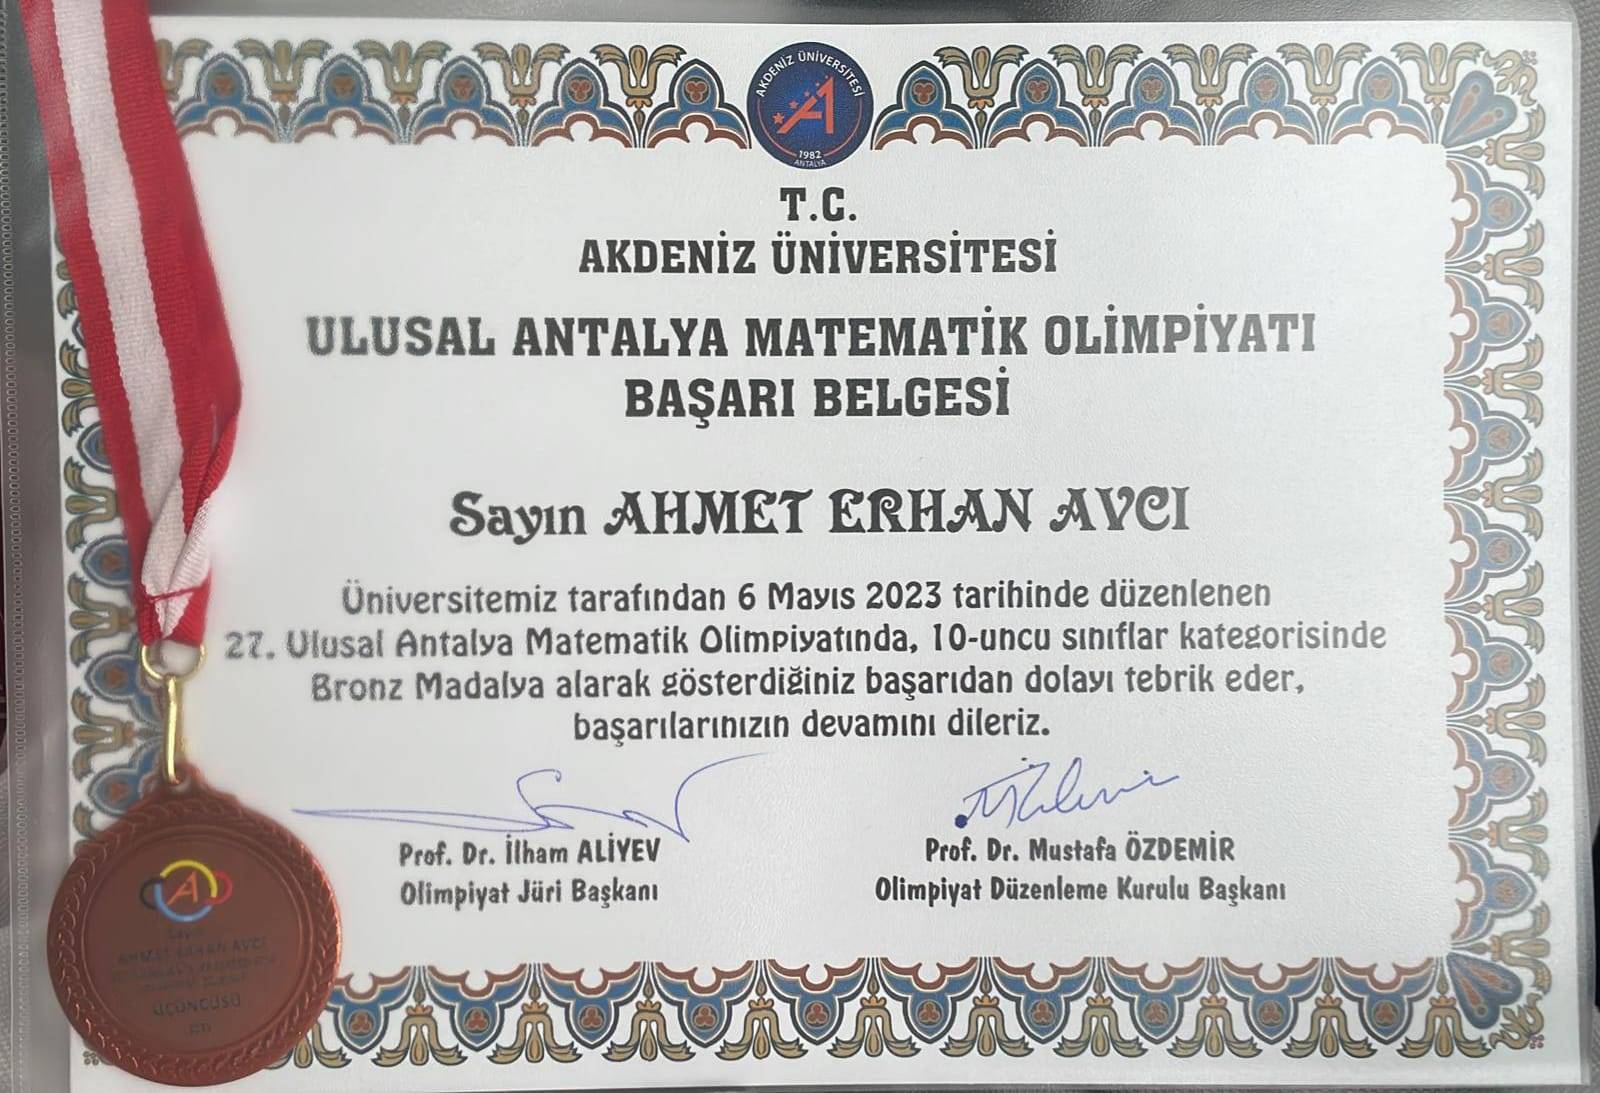 AKDENİZ ÜNİVERSİTESİ
1982
ANTALYA
T.C.
AKDENİZ ÜNİVERSİTESİ
ULUSAL ANTALYA MATEMATİK OLİMPİYATI
BAŞARI BELGESİ
Sayın AHMET ERHAN AVCI
Üniversitemiz tarafından 6 Mayıs 2023 tarihinde düzenlenen
27. Ulusal Antalya Matematik Olimpiyatında, 10-uncu sınıflar kategorisinde
Bronz Madalya alarak gösterdiğiniz başarıdan dolayı tebrik eder,
başarılarınızın devamını dileriz.
Prof. Dr. İlham ALİYEV
Olimpiyat Jüri Başkanı
Prof. Dr. Mustafa ÖZDEMİR
Olimpiyat Düzenleme Kurulu Başkanı
A
Sayın
AHMET ERHAN AVCI
ÜÇÜNCÜSÜ